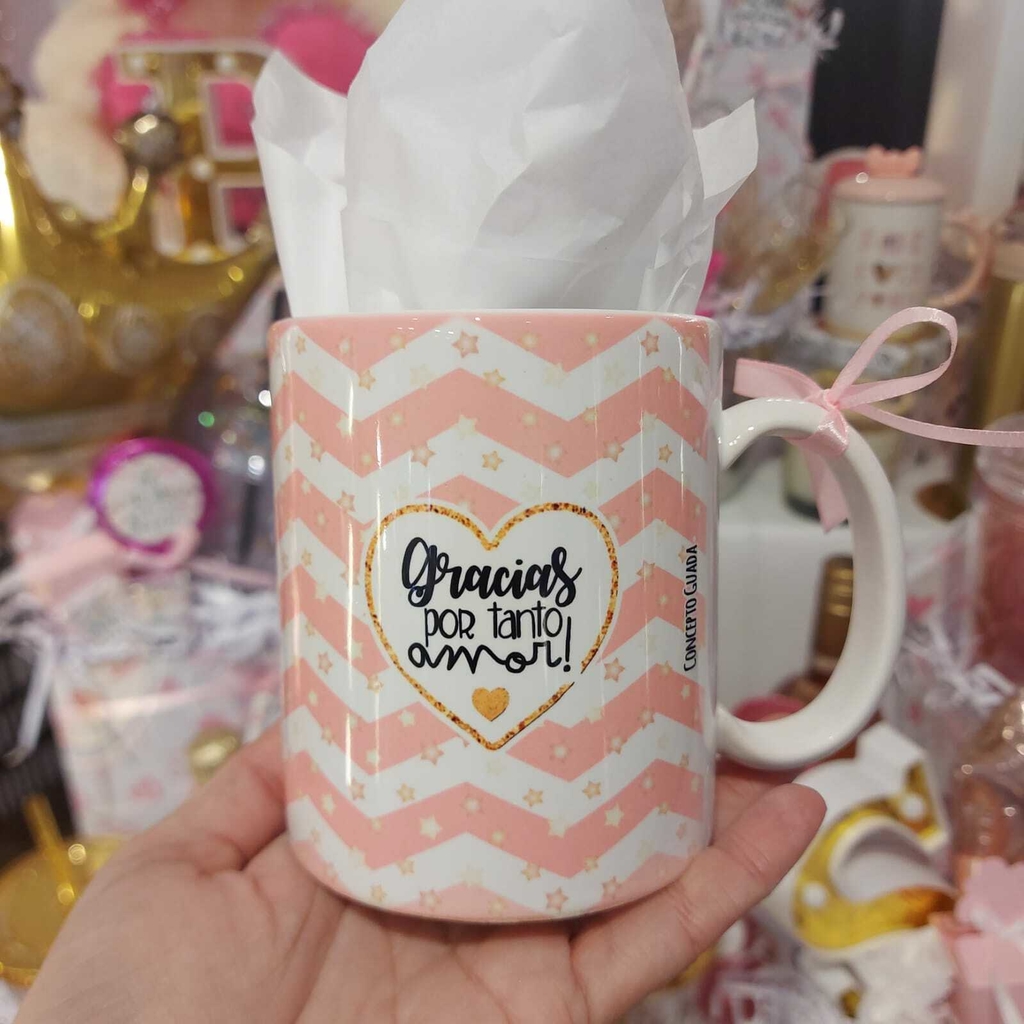 Gracias
por tanto
amor!
Concepto Guada